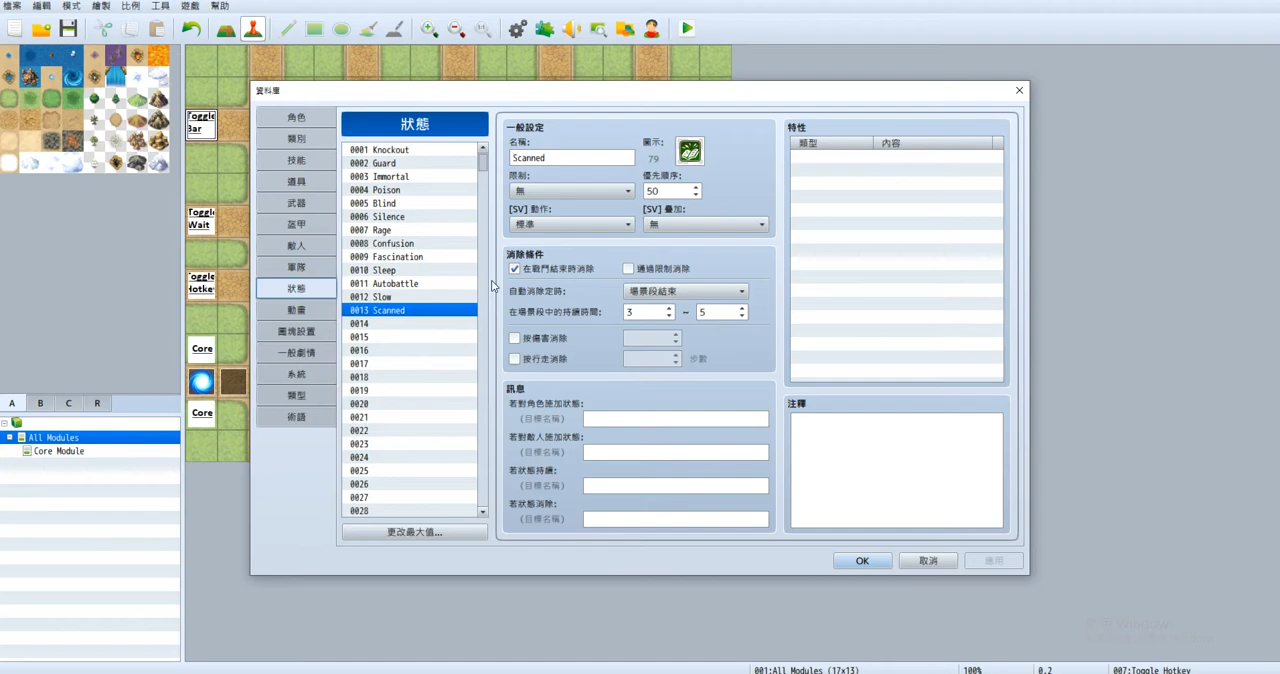 檔案 編輯 模式 繪製 比例 工具 遊戲 幫助
Toggle
Bar
Toggle
Wait
Toggle
Hotke
Core
Core
A B C R
All Modules
Core Module
資料庫
角色
類別
技能
道具
武器
盔甲
敵人
軍隊
狀態
動畫
圖塊設置
一般劇情
系統
類型
術語
狀態
0001 Knockout
0002 Guard
0003 Immortal
0004 Poison
0005 Blind
0006 Silence
0007 Rage
0008 Confusion
0009 Fascination
0010 Sleep
0011 Autobattle
0012 Slow
0013 Scanned
0014
0015
0016
0017
0018
0019
0020
0021
0022
0023
0024
0025
0026
0027
0028
更改最大值...
一般設定
名稱: 圖示:
Scanned 79
限制: 優先順序:
無 50
[SV] 動作: [SV] 疊加:
標準 無
消除條件
在戰鬥結束時消除 通過限制消除
自動消除定時: 場景段結束
在場景段中的持續時間: 3 ~ 5
按傷害消除
按行走消除 步數
訊息
若對角色施加狀態:
(目標名稱)
若對敵人施加狀態:
(目標名稱)
若狀態持續:
(目標名稱)
若狀態消除:
(目標名稱)
特性
類型 內容
注釋
OK 取消 應用
001:All Modules (17x13) 100% 0,2 007:Toggle Hotkey